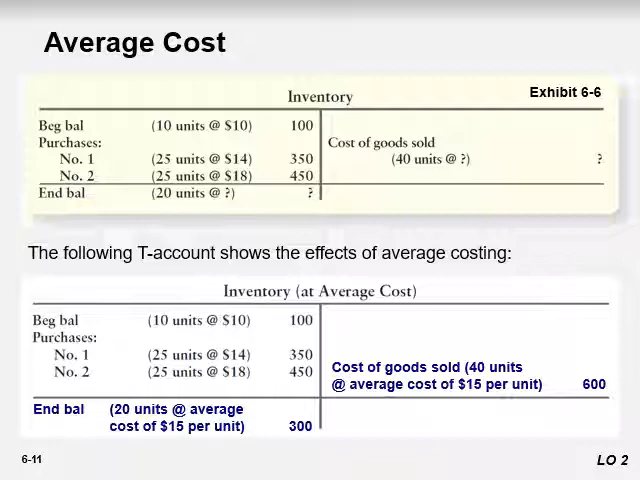 Average Cost
Inventory
Exhibit 6-6
Beg bal (10 units @ $10) 100
Purchases: Cost of goods sold
No. 1 (25 units @ $14) 350 (40 units @ ?) ?
No. 2 (25 units @ $18) 450
End bal (20 units @ ?) ?
The following T-account shows the effects of average costing:
Inventory (at Average Cost)
Beg bal (10 units @ $10) 100
Purchases:
No. 1 (25 units @ $14) 350
No. 2 (25 units @ $18) 450
Cost of goods sold (40 units
@ average cost of $15 per unit) 600
End bal (20 units @ average
cost of $15 per unit) 300
6-11
LO 2